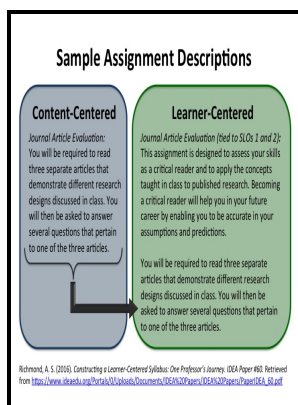 Sample Assignment Descriptions
Content-Centered
Journal Article Evaluation:
You will be required to read
three separate articles that
demonstrate different research
designs discussed in class. You
will then be asked to answer
several questions that pertain
to one of the three articles.
Learner-Centered
Journal Article Evaluation (tied to SLOs 1 and 2):
This assignment is designed to assess your skills
as a critical reader and to apply the concepts
taught in class to published research. Becoming
a critical reader will help you in your future
career by enabling you to be accurate in your
assumptions and predictions.
You will be required to read three separate
articles that demonstrate different research
designs discussed in class. You will then be
asked to answer several questions that pertain
to one of the three articles.
Richmond, A. S. (2016). Constructing a Learner-Centered Syllabus: One Professor's Journey. IDEA Paper #60. Retrieved
from https://www.ideaedu.org/Portals/0/Uploads/Documents/IDEA%20Papers/IDEA%20Papers/PaperIDEA_60.pdf